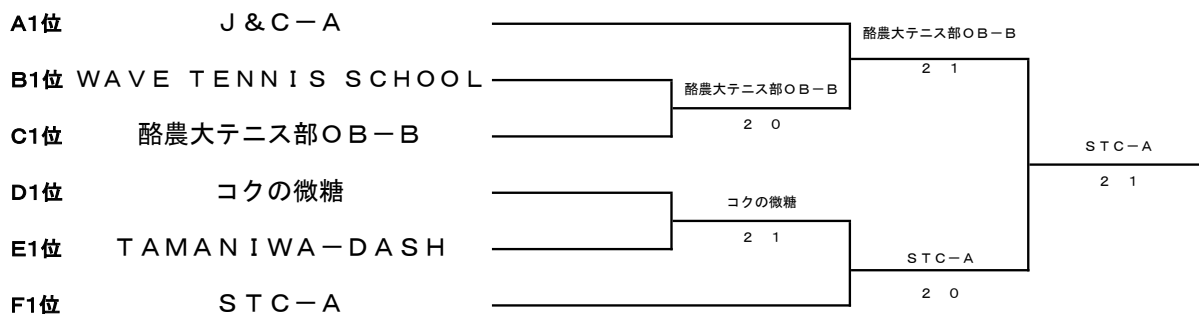 A1位 Ｊ＆Ｃ－Ａ
酪農大テニス部ＯＢ－Ｂ
２ １
B1位 ＷＡＶＥ ＴＥＮＮＩＳ ＳＣＨＯＯＬ
酪農大テニス部ＯＢ－Ｂ
２ ０
C1位 酪農大テニス部ＯＢ－Ｂ
ＳＴＣ－Ａ
２ １
D1位 コクの微糖
コクの微糖
２ １
E1位 ＴＡＭＡＮＩＷＡ－ＤＡＳＨ
ＳＴＣ－Ａ
２ ０
F1位 ＳＴＣ－Ａ